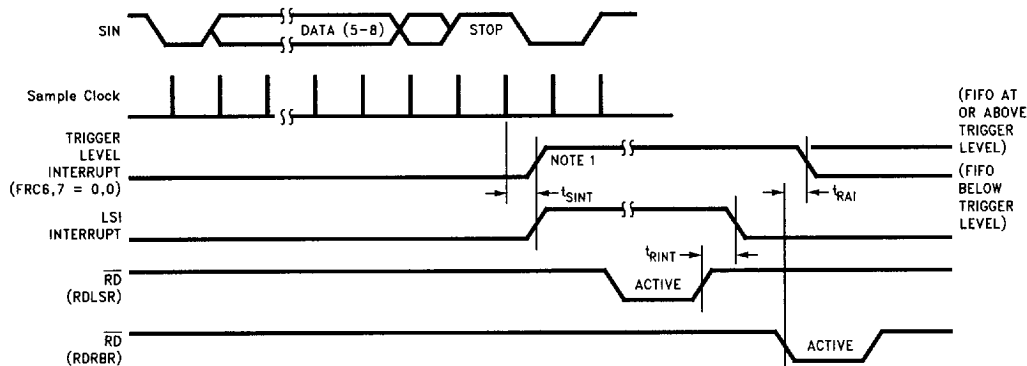 SIN
DATA (5-8)
STOP
Sample Clock
(FIFO AT
OR ABOVE
TRIGGER
LEVEL)
TRIGGER
LEVEL
INTERRUPT
(FRC6,7 = 0,0)
NOTE 1
(FIFO
BELOW
TRIGGER
LEVEL)
tSINT
tRAI
LSI
INTERRUPT
tRINT
RD
(RDLSR)
ACTIVE
RD
(RDRBR)
ACTIVE